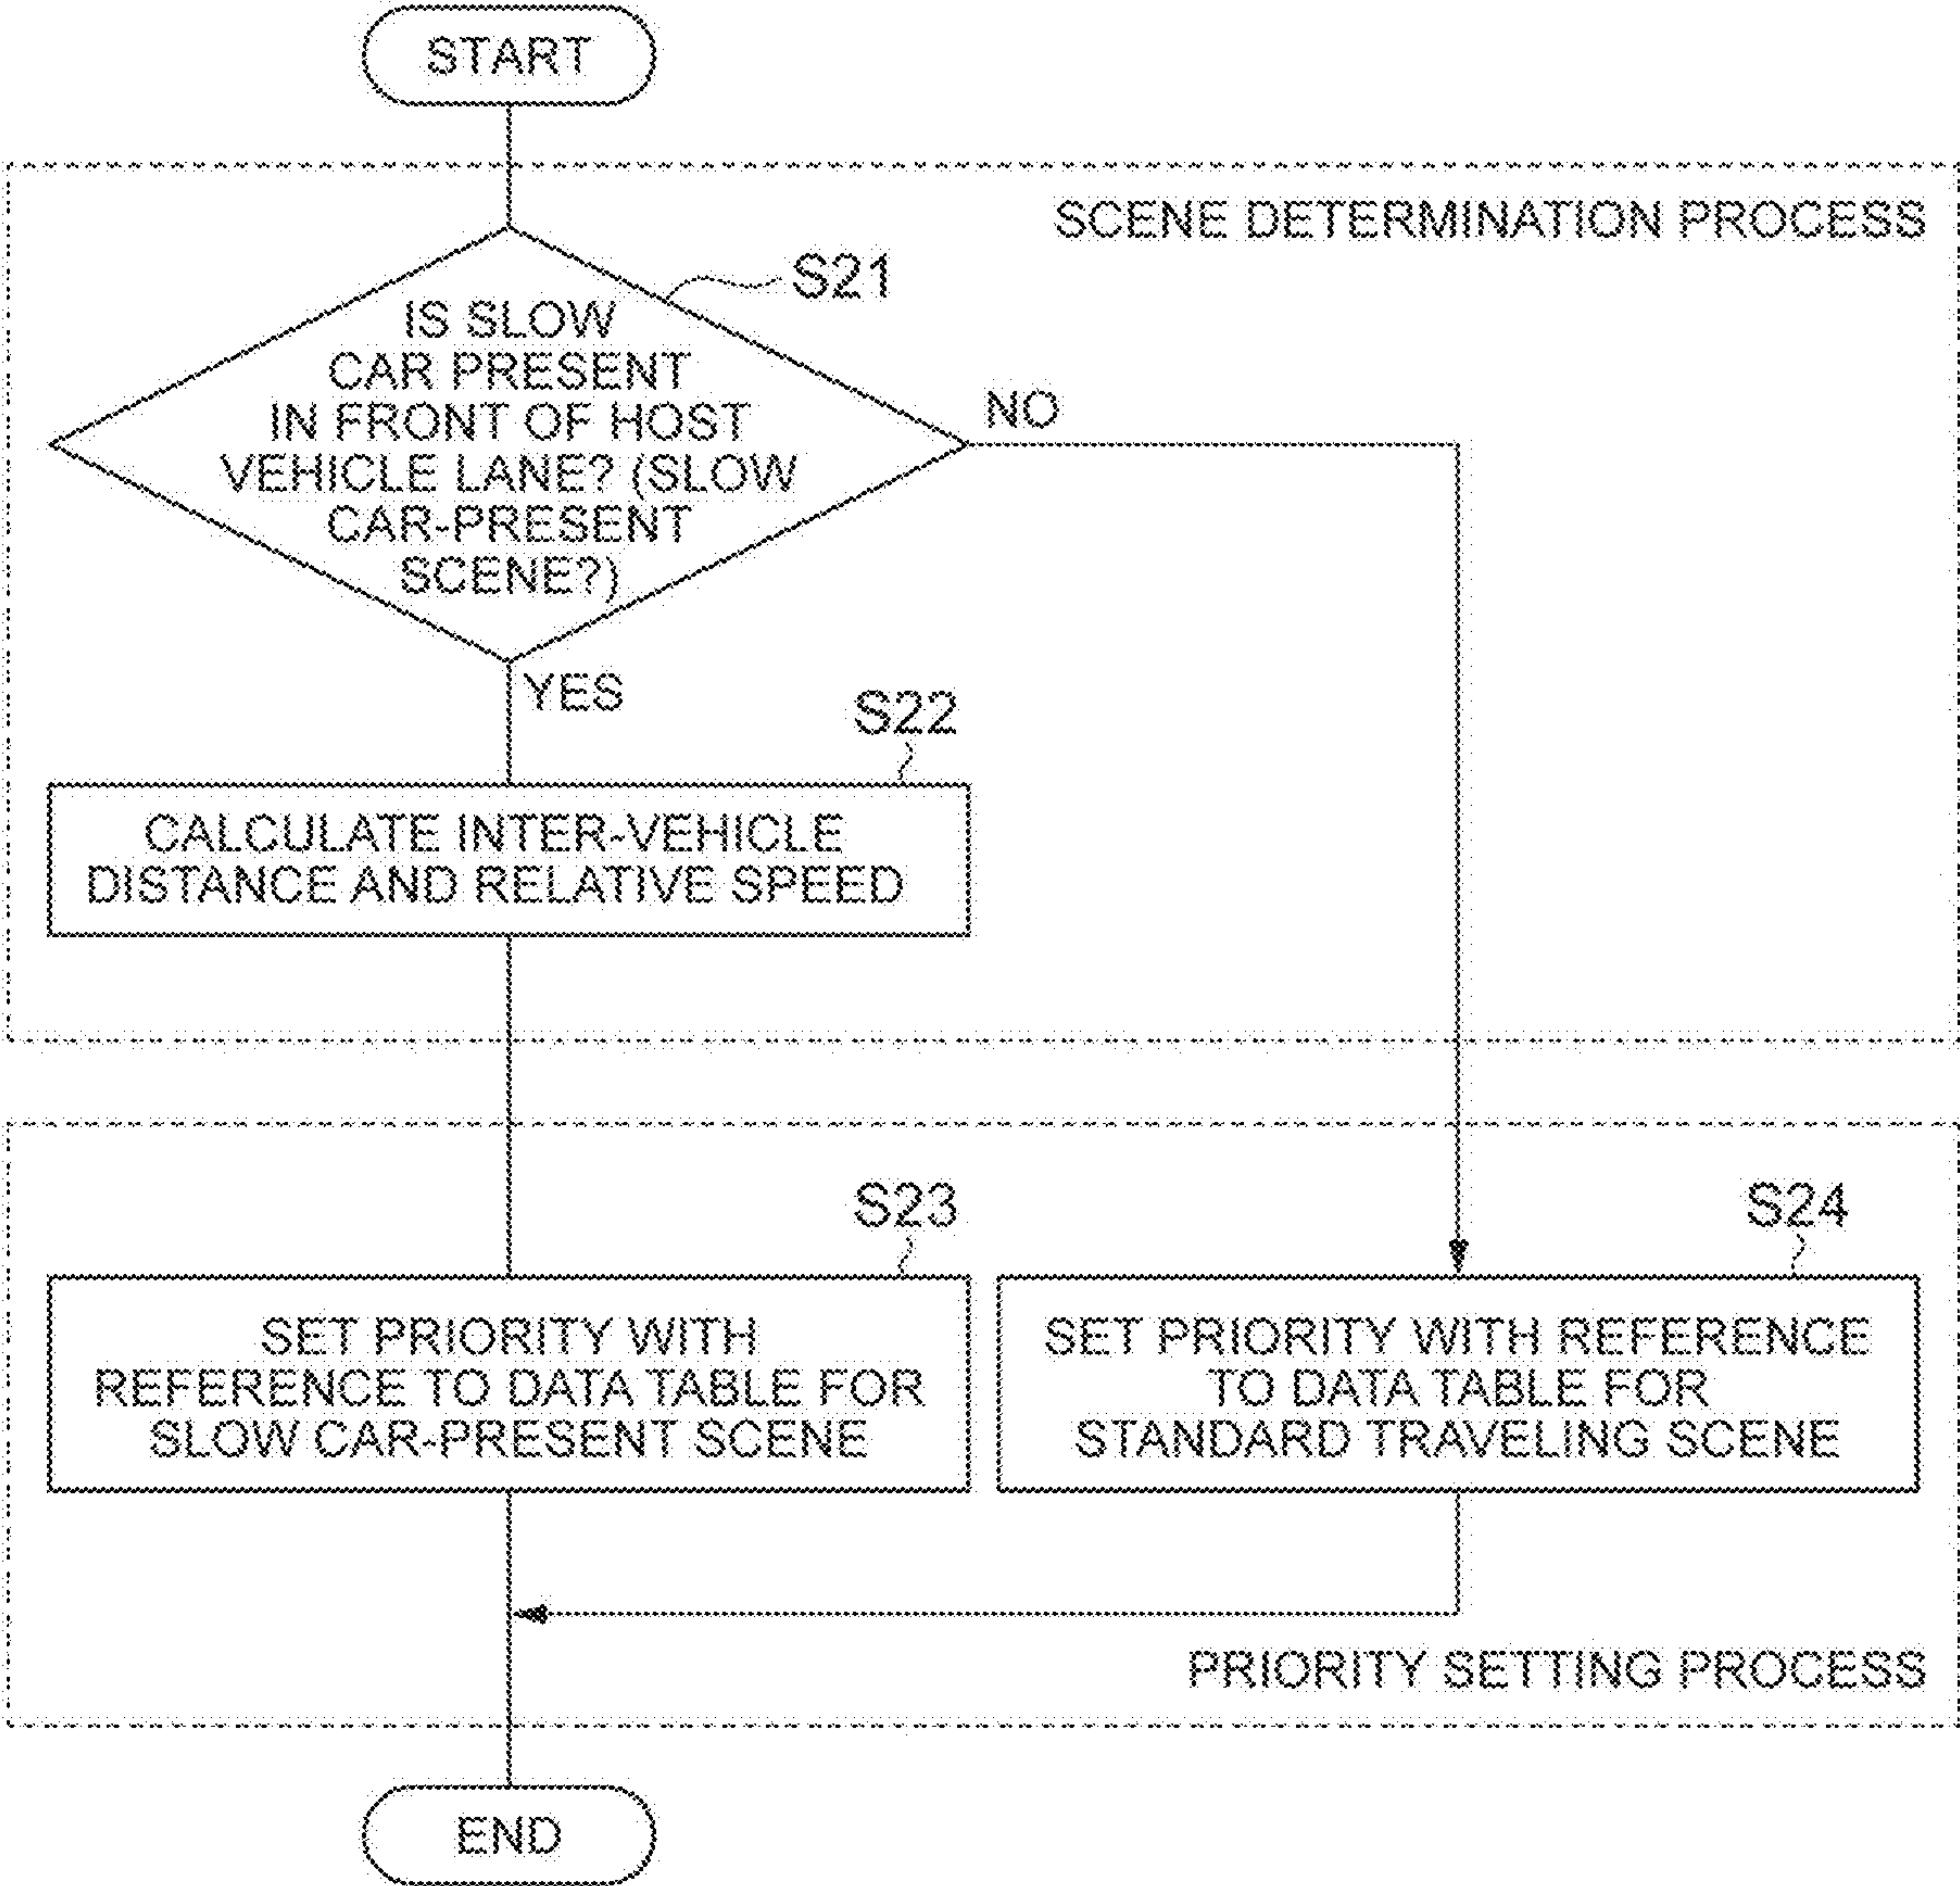 START
SCENE DETERMINATION PROCESS
S21
IS SLOW
CAR PRESENT
IN FRONT OF HOST
VEHICLE LANE? (SLOW
CAR-PRESENT
SCENE?)
NO
YES
S22
CALCULATE INTER-VEHICLE
DISTANCE AND RELATIVE SPEED
S23
SET PRIORITY WITH
REFERENCE TO DATA TABLE FOR
SLOW CAR-PRESENT SCENE
S24
SET PRIORITY WITH REFERENCE
TO DATA TABLE FOR
STANDARD TRAVELING SCENE
PRIORITY SETTING PROCESS
END